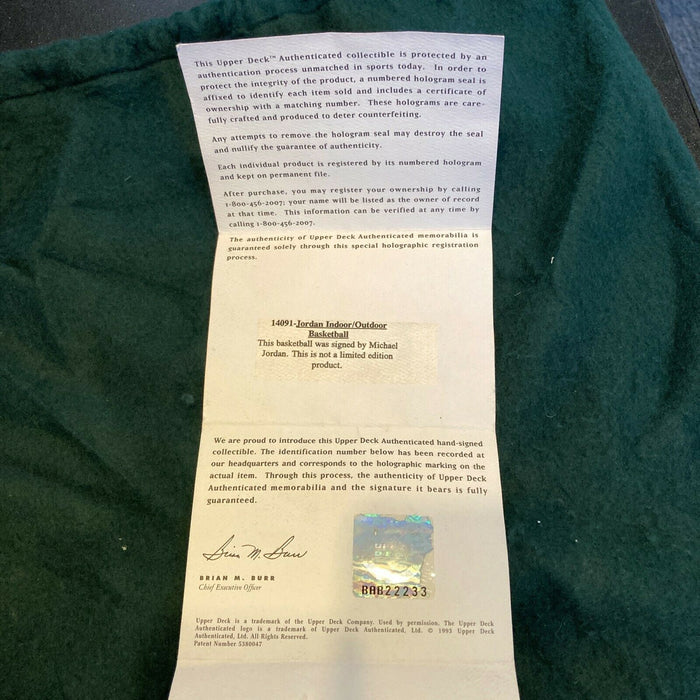 This Upper Deck™ Authenticated collectible is protected by an
authentication process unmatched in sports today. In order to
protect the integrity of the product, a numbered hologram seal is
affixed to identify each item sold and includes a certificate of
ownership with a matching number. These holograms are care-
fully crafted and produced to deter counterfeiting.
Any attempts to remove the hologram seal may destroy the seal
and nullify the guarantee of authenticity.
Each individual product is registered by its numbered hologram
and kept on permanent file.
After purchase, you may register your ownership by calling
1-800-456-2007; your name will be listed as the owner of record
at that time. This information can be verified at any time by
calling 1-800-456-2007.
The authenticity of Upper Deck Authenticated memorabilia is
guaranteed solely through this special holographic registration
process.
14091-Jordan Indoor/Outdoor
Basketball
This basketball was signed by Michael
Jordan. This is not a limited edition
product.
We are proud to introduce this Upper Deck Authenticated hand-signed
collectible. The identification number below has been recorded at
our headquarters and corresponds to the holographic marking on the
actual item. Through this process, the authenticity of Upper Deck
Authenticated memorabilia and the signature it bears is fully
guaranteed.
Brian M. Burr
BRIAN M. BURR
Chief Executive Officer
BAB22233
Upper Deck is a trademark of the Upper Deck Company. Used by permission. The Upper Deck
Authenticated logo is a trademark of Upper Deck Authenticated, Ltd. © 1993 Upper Deck
Authenticated, Ltd. All Rights Reserved.
Patent Number 5380047